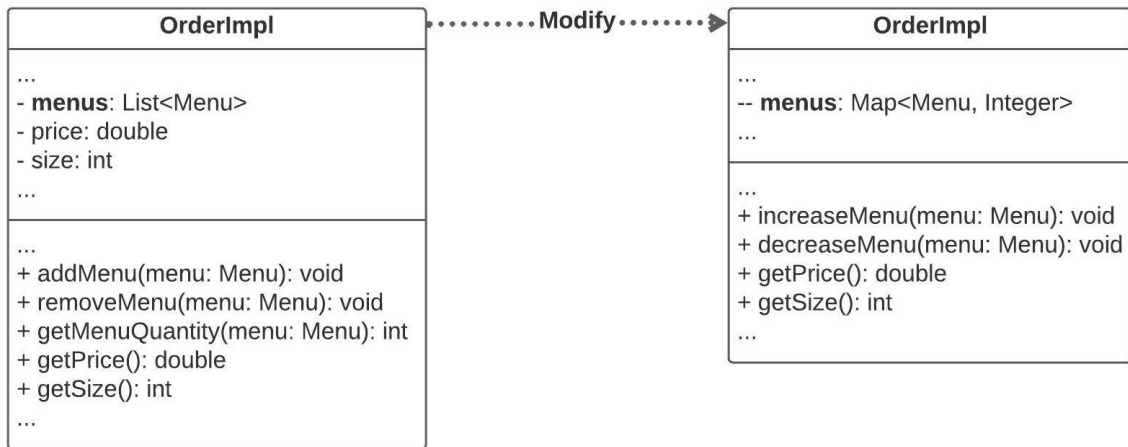 OrderImpl
...
- menus: List<Menu>
- price: double
- size: int
...
...
+ addMenu(menu: Menu): void
+ removeMenu(menu: Menu): void
+ getMenuQuantity(menu: Menu): int
+ getPrice(): double
+ getSize(): int
...
Modify
OrderImpl
...
-- menus: Map<Menu, Integer>
...
...
+ increaseMenu(menu: Menu): void
+ decreaseMenu(menu: Menu): void
+ getPrice(): double
+ getSize(): int
...